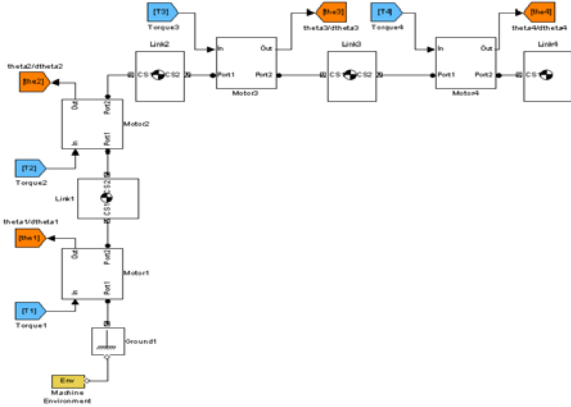 [T3]
Torque3
[the3]
theta3/dtheta3
[T4]
Torque4
[the4]
theta4/dtheta4
Link2
In
Out
Link3
In
Out
Link4
theta2/dtheta2
[the2]
CS1 CS2
Port1
Port2
CS1 CS2
Port1
Port2
CS1 CS2
Motor3
Motor4
Out
Port2
Motor2
In
Port1
[T2]
Torque2
CS2
Link1
CS1
theta1/dtheta1
[the1]
Out
Port2
Motor1
In
Port1
[T1]
Torque1
Ground1
Env
Machine
Environment